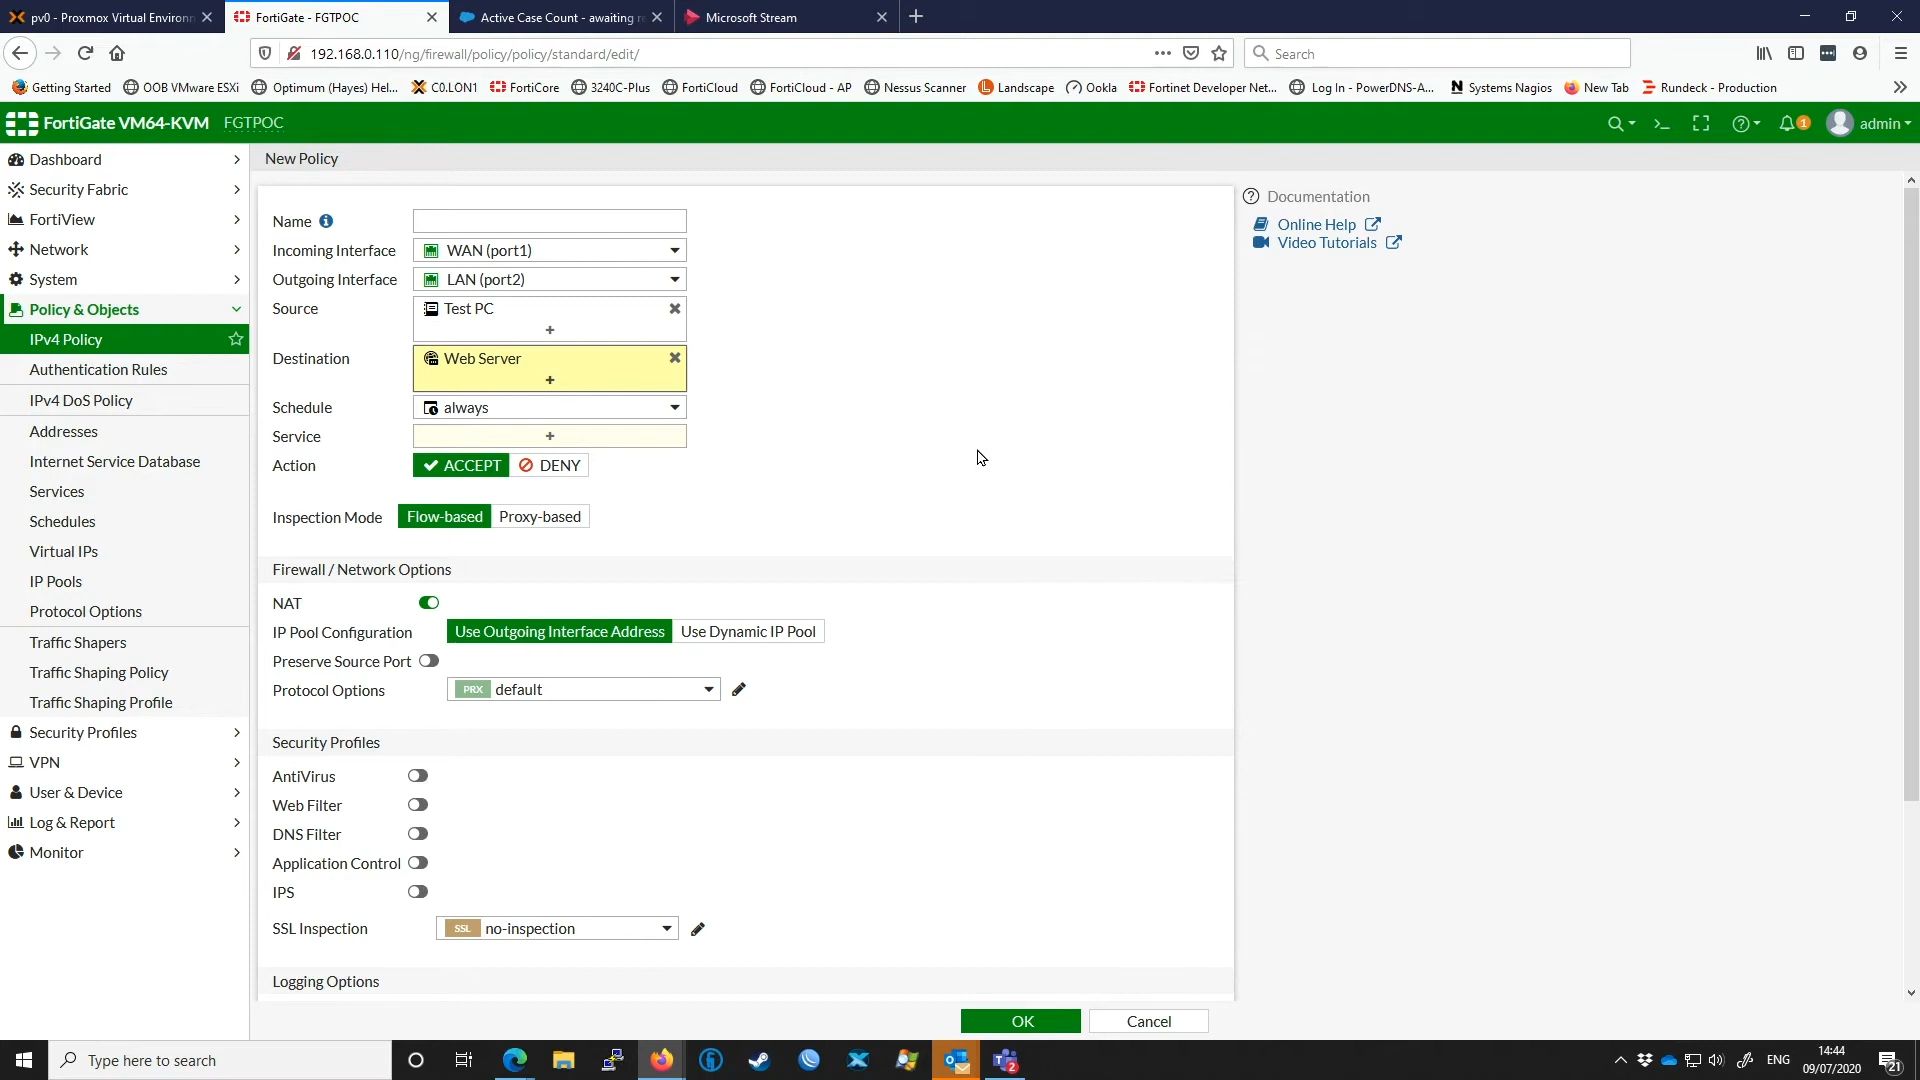 pv0 - Proxmox Virtual Environn
FortiGate - FGTPOC
Active Case Count - awaiting re
Microsoft Stream
192.168.0.110/ng/firewall/policy/policy/standard/edit/
Search
Getting Started
OOB VMware ESXi
Optimum (Hayes) Hel...
C0.LON1
FortiCore
3240C-Plus
FortiCloud
FortiCloud - AP
Nessus Scanner
Landscape
Ookla
Fortinet Developer Net...
Log In - PowerDNS-A...
Systems Nagios
New Tab
Rundeck - Production
FortiGate VM64-KVM FGTPOC
1
admin
Dashboard
Security Fabric
FortiView
Network
System
Policy & Objects
IPv4 Policy
Authentication Rules
IPv4 DoS Policy
Addresses
Internet Service Database
Services
Schedules
Virtual IPs
IP Pools
Protocol Options
Traffic Shapers
Traffic Shaping Policy
Traffic Shaping Profile
Security Profiles
VPN
User & Device
Log & Report
Monitor
New Policy
Name
Incoming Interface WAN (port1)
Outgoing Interface LAN (port2)
Source Test PC
+
Destination Web Server
+
Schedule always
Service +
Action ACCEPT DENY
Inspection Mode Flow-based Proxy-based
Firewall / Network Options
NAT
IP Pool Configuration Use Outgoing Interface Address Use Dynamic IP Pool
Preserve Source Port
Protocol Options PRX default
Security Profiles
AntiVirus
Web Filter
DNS Filter
Application Control
IPS
SSL Inspection SSL no-inspection
Logging Options
OK Cancel
Documentation
Online Help
Video Tutorials
Type here to search
2
ENG
14:44
09/07/2020
21